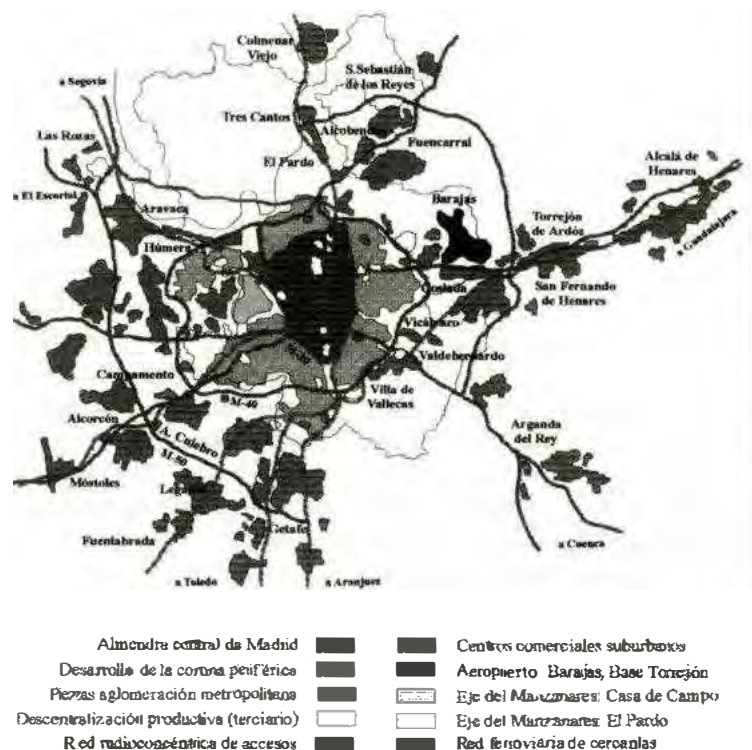 Colmenar
Viejo
S.Sebastián
de los Reyes
a Segovia
Tres Cantos
Alcobendas
Las Rozas
Fuencarral
El Pardo
Alcalá de
Henares
a El Escorial
Aravaca
Barajas
Torrejón
de Ardóz
Húmera
a Guadalajara
Coslada
San Fernando
de Henares
Vicálvaro
Valdebernardo
Campamento
Villa de
Vallecas
M-40
Alcorcón
A. Culebro
M-50
Arganda
del Rey
Móstoles
Getafe
Fuenlabrada
a Cuenca
a Toledo
a Aranjuez
Almendra central de Madrid
Centros comerciales suburbanos
Desarrollo de la corona periférica
Aeropuerto Barajas, Base Torrejón
Piezas aglomeración metropolitana
Eje del Manzanares: Casa de Campo
Descentralización productiva (terciario)
Eje del Manzanares: El Pardo
Red radioconcéntrica de accesos
Red ferroviaria de cercanías